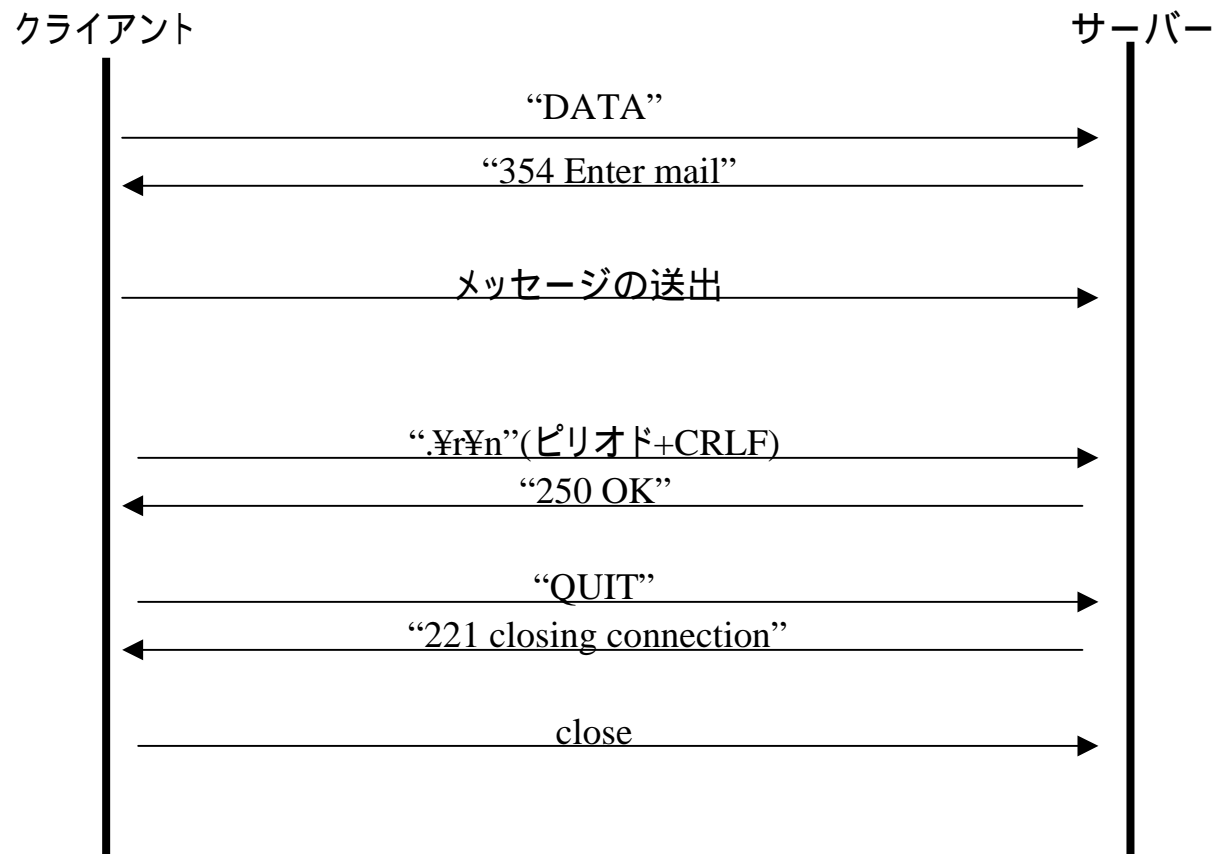 クライアント
サーバー
“DATA”
“354 Enter mail”
メッセージの送出
“.¥r¥n”(ピリオド+CRLF)
“250 OK”
“QUIT”
“221 closing connection”
close